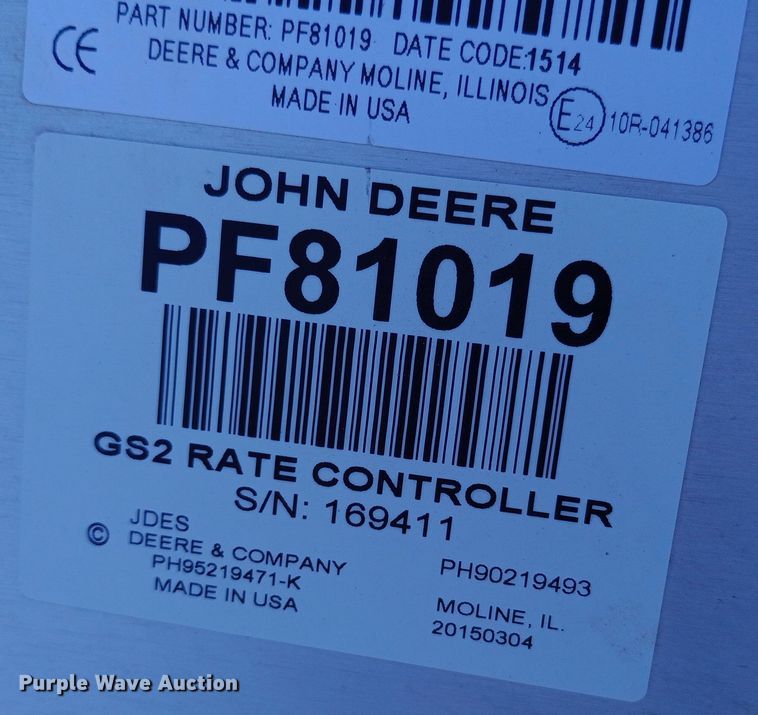 PART NUMBER: PF81019 DATE CODE:1514
CE
DEERE & COMPANY MOLINE, ILLINOIS
MADE IN USA
E24 10R-041386
JOHN DEERE
PF81019
GS2 RATE CONTROLLER
S/N: 169411
© JDES
DEERE & COMPANY
PH95219471-K
MADE IN USA
PH90219493
MOLINE, IL.
20150304
Purple Wave Auction